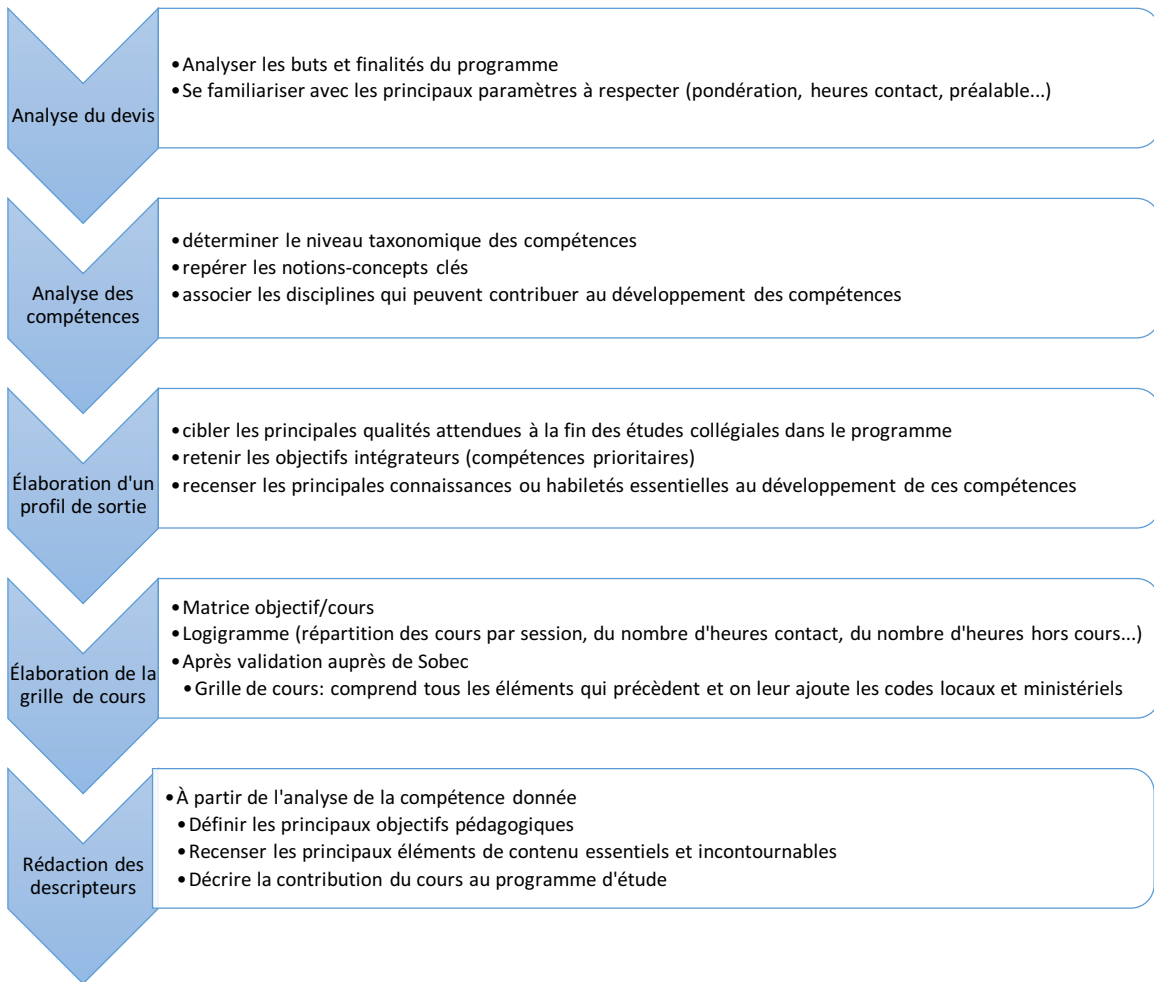 Analyse du devis
•Analyser les buts et finalités du programme
•Se familiariser avec les principaux paramètres à respecter (pondération, heures contact, préalable...)
Analyse des
compétences
•déterminer le niveau taxonomique des compétences
•repérer les notions-concepts clés
•associer les disciplines qui peuvent contribuer au développement des compétences
Élaboration d'un
profil de sortie
•cibler les principales qualités attendues à la fin des études collégiales dans le programme
•retenir les objectifs intégrateurs (compétences prioritaires)
•recenser les principales connaissances ou habiletés essentielles au développement de ces compétences
Élaboration de la
grille de cours
•Matrice objectif/cours
•Logigramme (répartition des cours par session, du nombre d'heures contact, du nombre d'heures hors cours...)
•Après validation auprès de Sobec
•Grille de cours: comprend tous les éléments qui précèdent et on leur ajoute les codes locaux et ministériels
Rédaction des
descripteurs
•À partir de l'analyse de la compétence donnée
•Définir les principaux objectifs pédagogiques
•Recenser les principaux éléments de contenu essentiels et incontournables
•Décrire la contribution du cours au programme d'étude